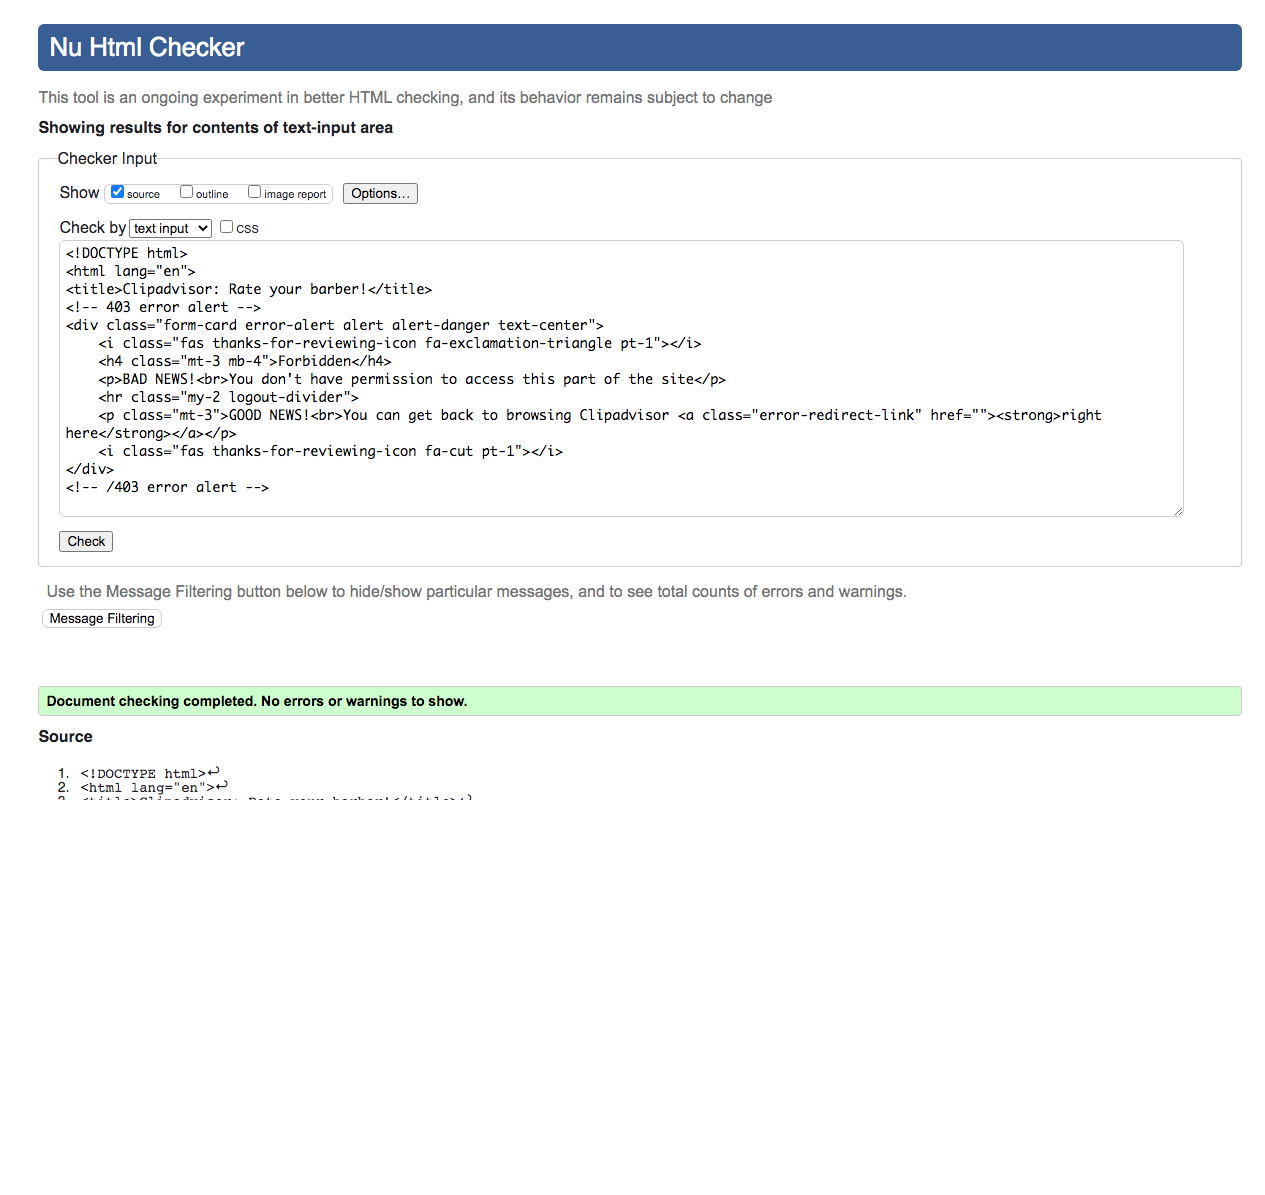 Nu Html Checker
This tool is an ongoing experiment in better HTML checking, and its behavior remains subject to change
Showing results for contents of text-input area
Checker Input
Show source outline image report Options...
Check by text input CSS
<!DOCTYPE html>
<html lang="en">
<title>Clipadvisor: Rate your barber!</title>
<!-- 403 error alert -->
<div class="form-card error-alert alert alert-danger text-center">
    <i class="fas thanks-for-reviewing-icon fa-exclamation-triangle pt-1"></i>
    <h4 class="mt-3 mb-4">Forbidden</h4>
    <p>BAD NEWS!<br>You don't have permission to access this part of the site</p>
    <hr class="my-2 logout-divider">
    <p class="mt-3">GOOD NEWS!<br>You can get back to browsing Clipadvisor <a class="error-redirect-link" href=""><strong>right
here</strong></a></p>
    <i class="fas thanks-for-reviewing-icon fa-cut pt-1"></i>
</div>
<!-- /403 error alert -->
Check
Use the Message Filtering button below to hide/show particular messages, and to see total counts of errors and warnings.
Message Filtering
Document checking completed. No errors or warnings to show.
Source
1. <!DOCTYPE html>↩
2. <html lang="en">↩
3. <title>Clipadvisor: Rate your barber!</title>↩